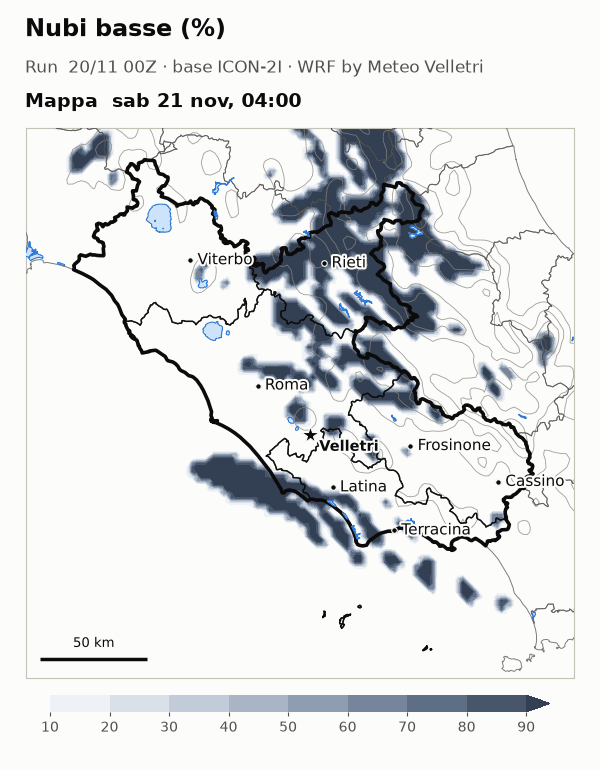 Nubi basse (%)
Run  20/11 00Z · base ICON-2I · WRF by Meteo Velletri
Mappa  sab 21 nov, 04:00
Viterbo
Rieti
Roma
Velletri
Frosinone
Cassino
Latina
Terracina
50 km
10 20 30 40 50 60 70 80 90